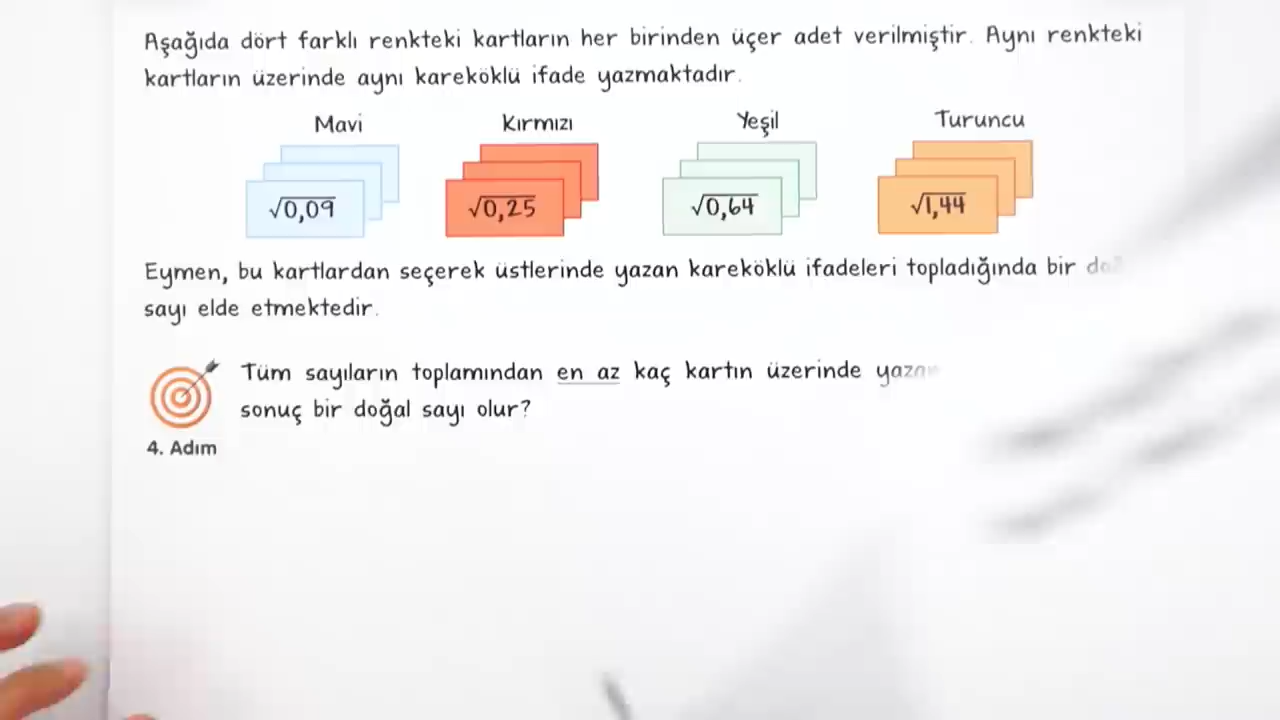 Aşağıda dört farklı renkteki kartların her birinden üçer adet verilmiştir. Aynı renkteki
kartların üzerinde aynı kareköklü ifade yazmaktadır.
Mavi Kırmızı Yeşil Turuncu
√0,09 √0,25 √0,64 √1,44
Eymen, bu kartlardan seçerek üstlerinde yazan kareköklü ifadeleri topladığında bir
sayı elde etmektedir.
Tüm sayıların toplamından en az kaç kartın üzerinde
sonuç bir doğal sayı olur?
4. Adım